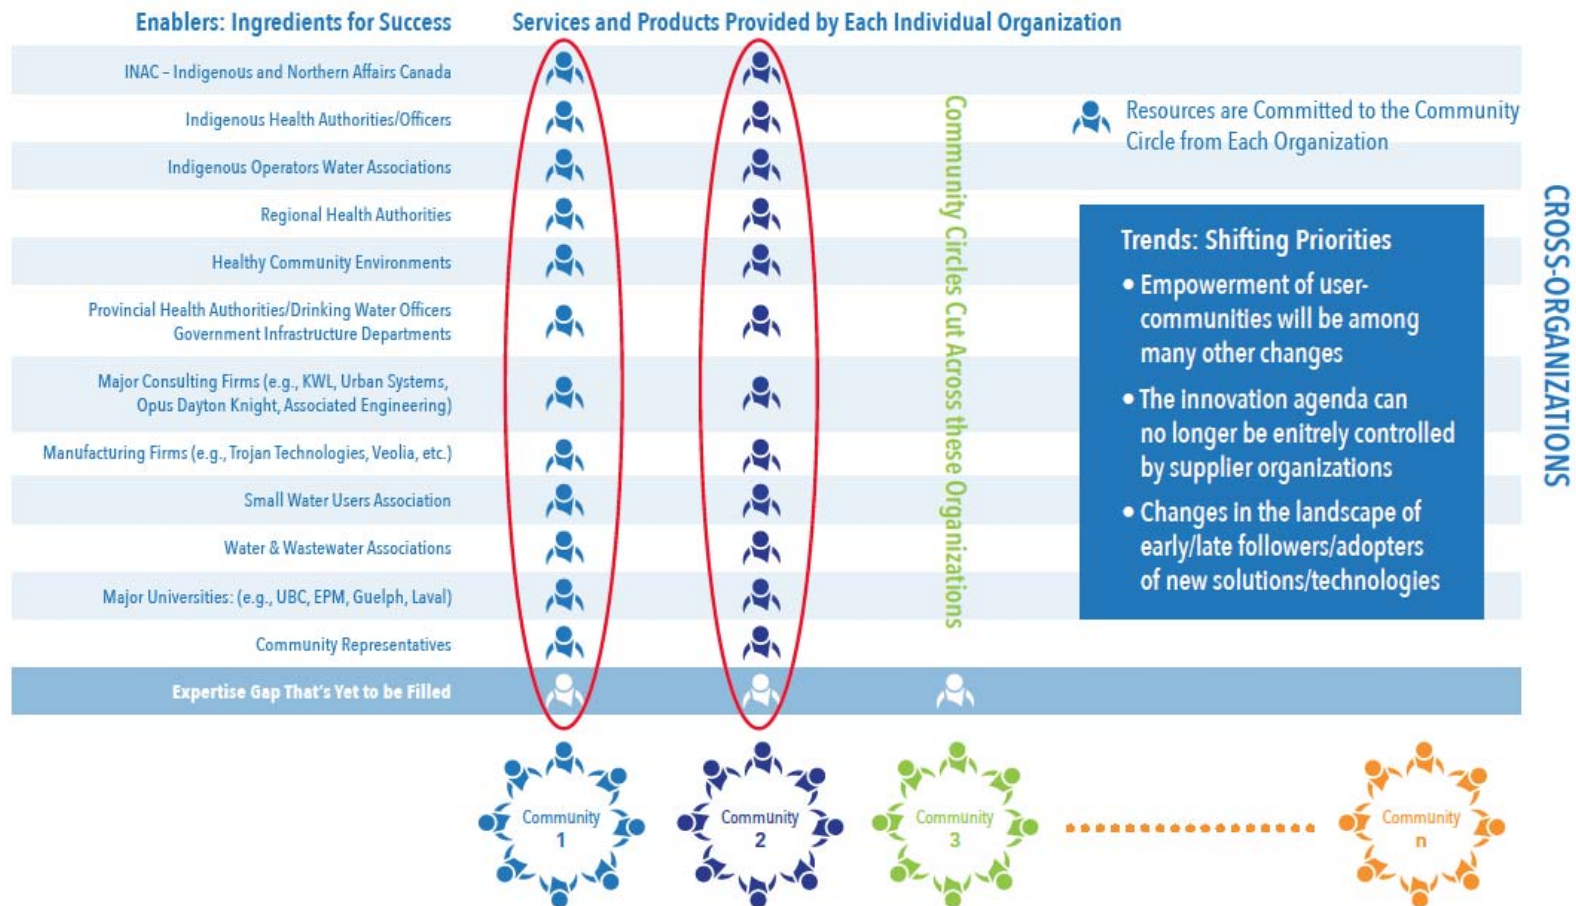 Enablers: Ingredients for Success
Services and Products Provided by Each Individual Organization
INAC – Indigenous and Northern Affairs Canada
Indigenous Health Authorities/Officers
Indigenous Operators Water Associations
Regional Health Authorities
Healthy Community Environments
Provincial Health Authorities/Drinking Water Officers
Government Infrastructure Departments
Major Consulting Firms (e.g., KWL, Urban Systems,
Opus Dayton Knight, Associated Engineering)
Manufacturing Firms (e.g., Trojan Technologies, Veolia, etc.)
Small Water Users Association
Water & Wastewater Associations
Major Universities: (e.g., UBC, EPM, Guelph, Laval)
Community Representatives
Expertise Gap That's Yet to be Filled
Community Circles Cut Across these Organizations
Resources are Committed to the Community
Circle from Each Organization
Trends: Shifting Priorities
• Empowerment of user-
communities will be among
many other changes
• The innovation agenda can
no longer be enitrely controlled
by supplier organizations
• Changes in the landscape of
early/late followers/adopters
of new solutions/technologies
CROSS-ORGANIZATIONS
Community
1
Community
2
Community
3
Community
n